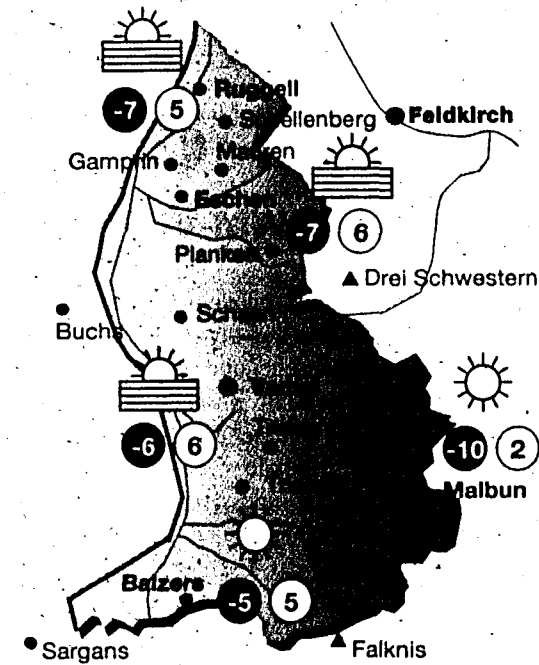 Ruggell
-7 5
Feldkirch
Schellenberg
Mauren
Gamprin
Eschen
-7 6
Planken
Drei Schwestern
Buchs
-6 6
-10 2
Malbun
Balzers
-5 5
Sargans
Falknis